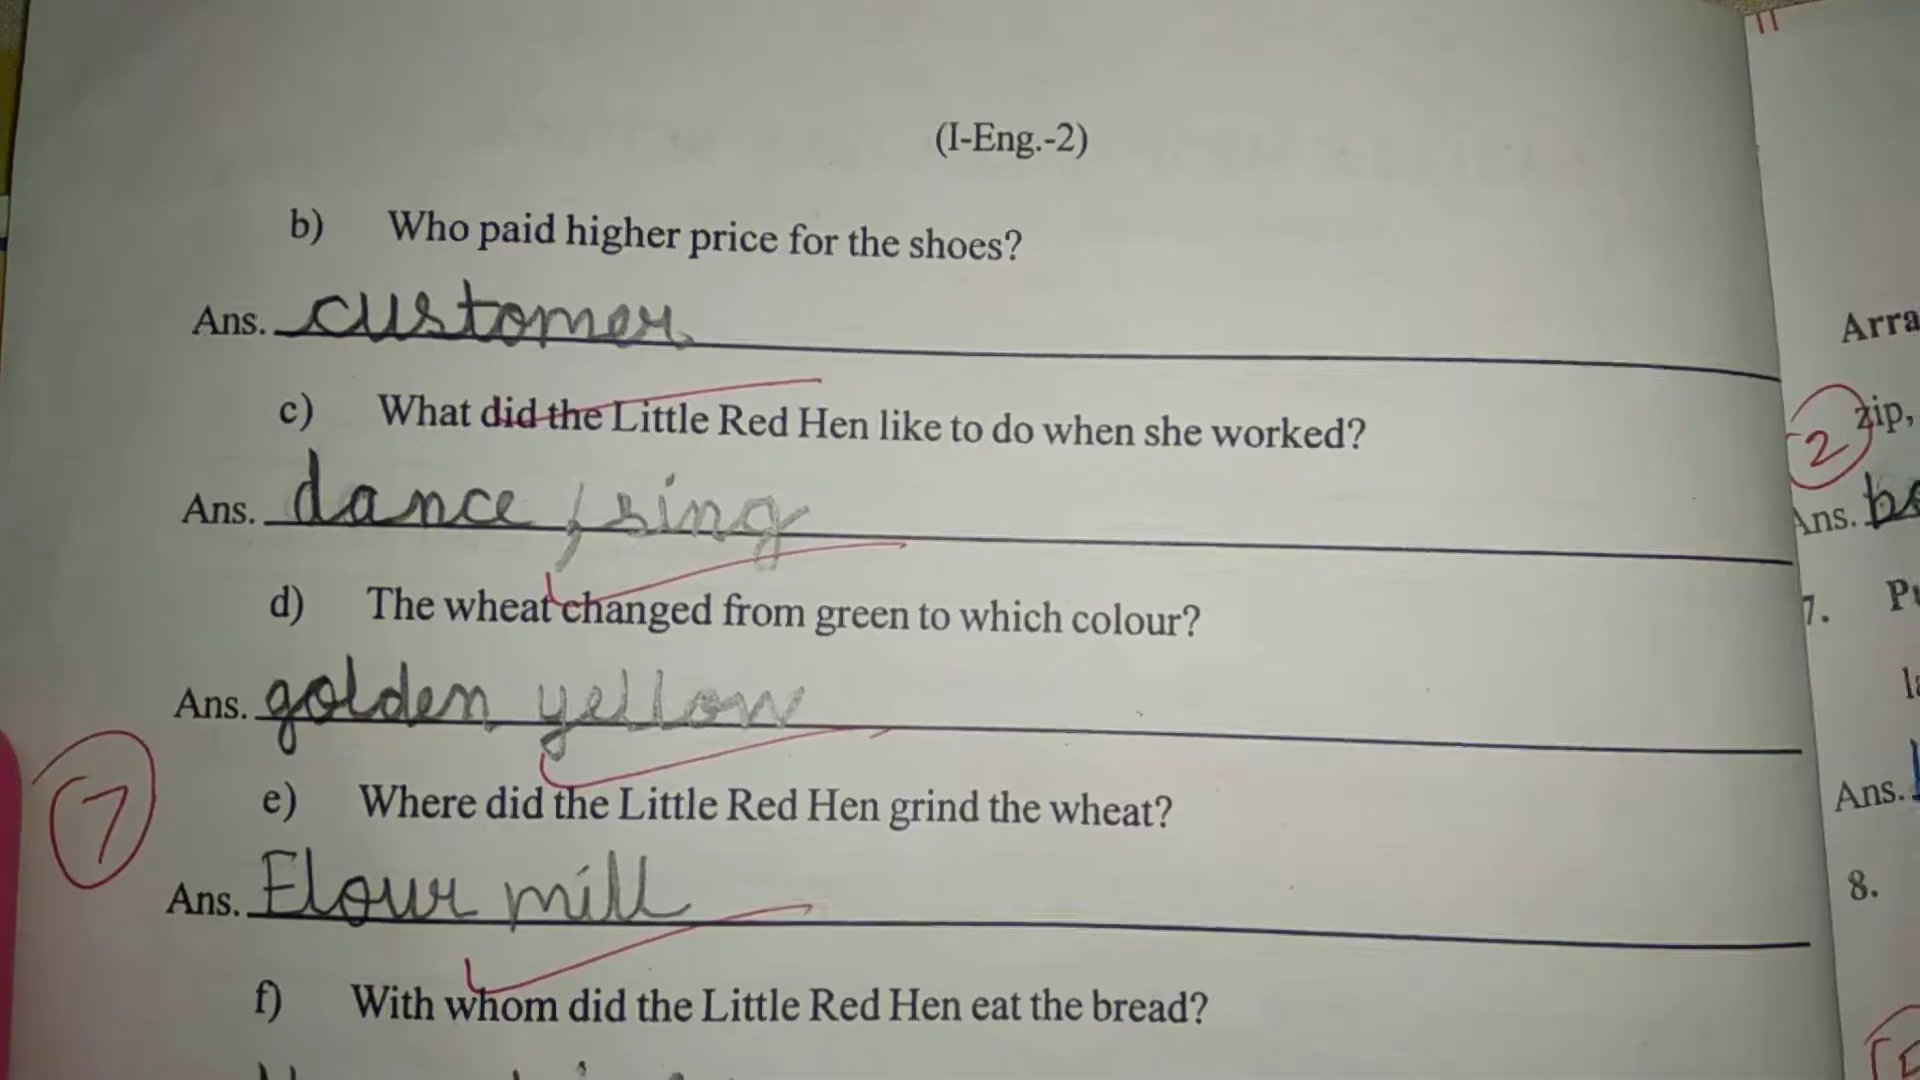 (I-Eng.-2)
b) Who paid higher price for the shoes?
Ans. customer
c) What did the Little Red Hen like to do when she worked?
Ans. dance, sing
d) The wheat changed from green to which colour?
Ans. golden yellow
7
e) Where did the Little Red Hen grind the wheat?
Ans. Flour mill
f) With whom did the Little Red Hen eat the bread?
2
zip,
Ans.
7.
Ans.
8.